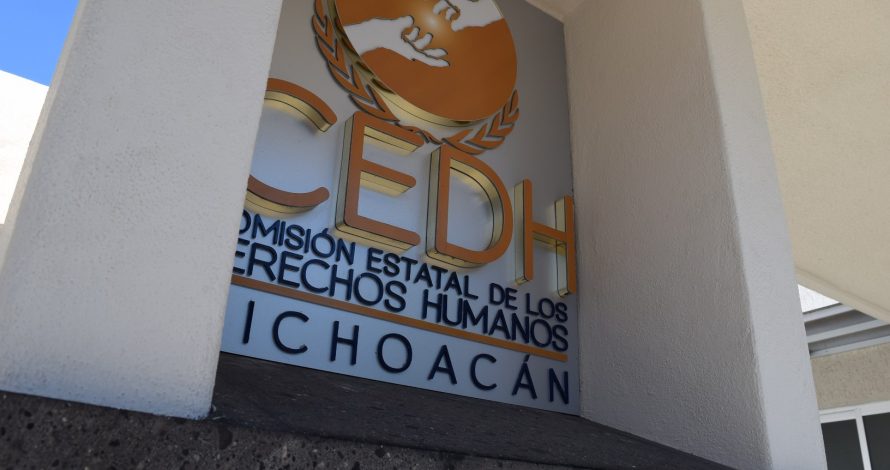 CEDH
OMISIÓN ESTATAL DE LOS
ERECHOS HUMANOS
ICHOACÁN